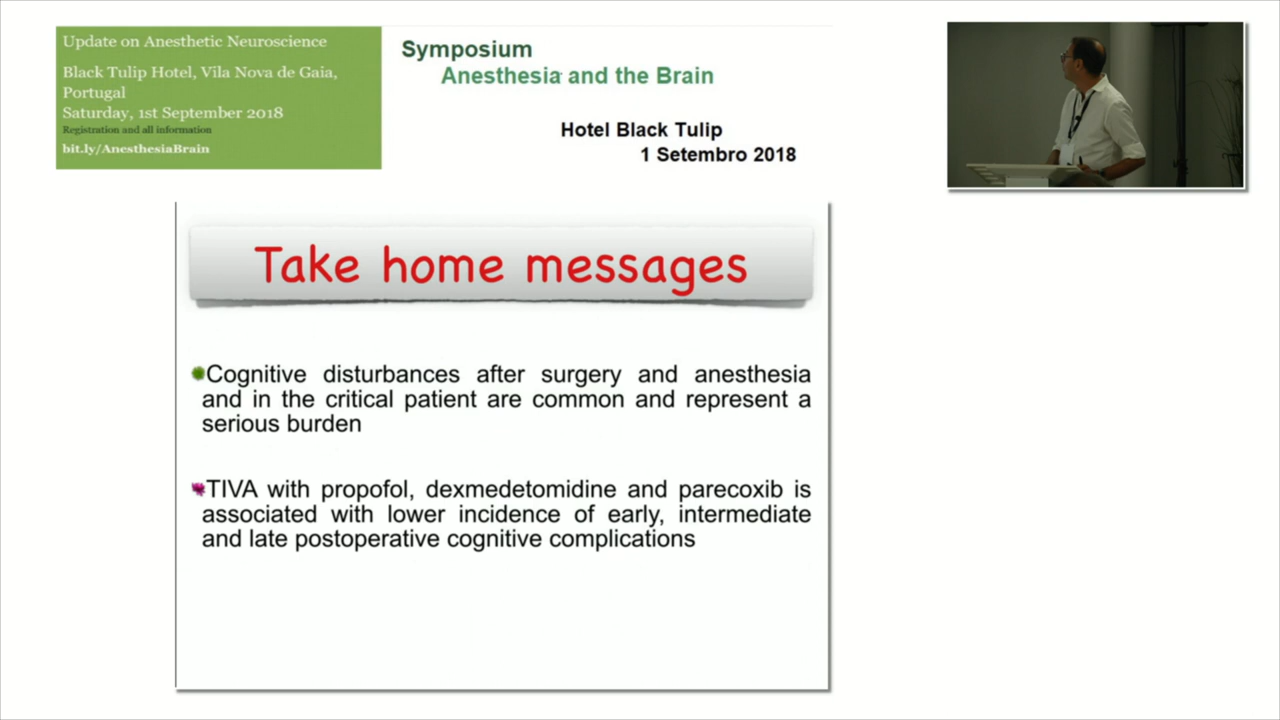 Update on Anesthetic Neuroscience
Black Tulip Hotel, Vila Nova de Gaia,
Portugal
Saturday, 1st September 2018
Registration and all information
bit.ly/AnesthesiaBrain
Symposium
Anesthesia and the Brain
Hotel Black Tulip
1 Setembro 2018
Take home messages
Cognitive disturbances after surgery and anesthesia
and in the critical patient are common and represent a
serious burden
TIVA with propofol, dexmedetomidine and parecoxib is
associated with lower incidence of early, intermediate
and late postoperative cognitive complications